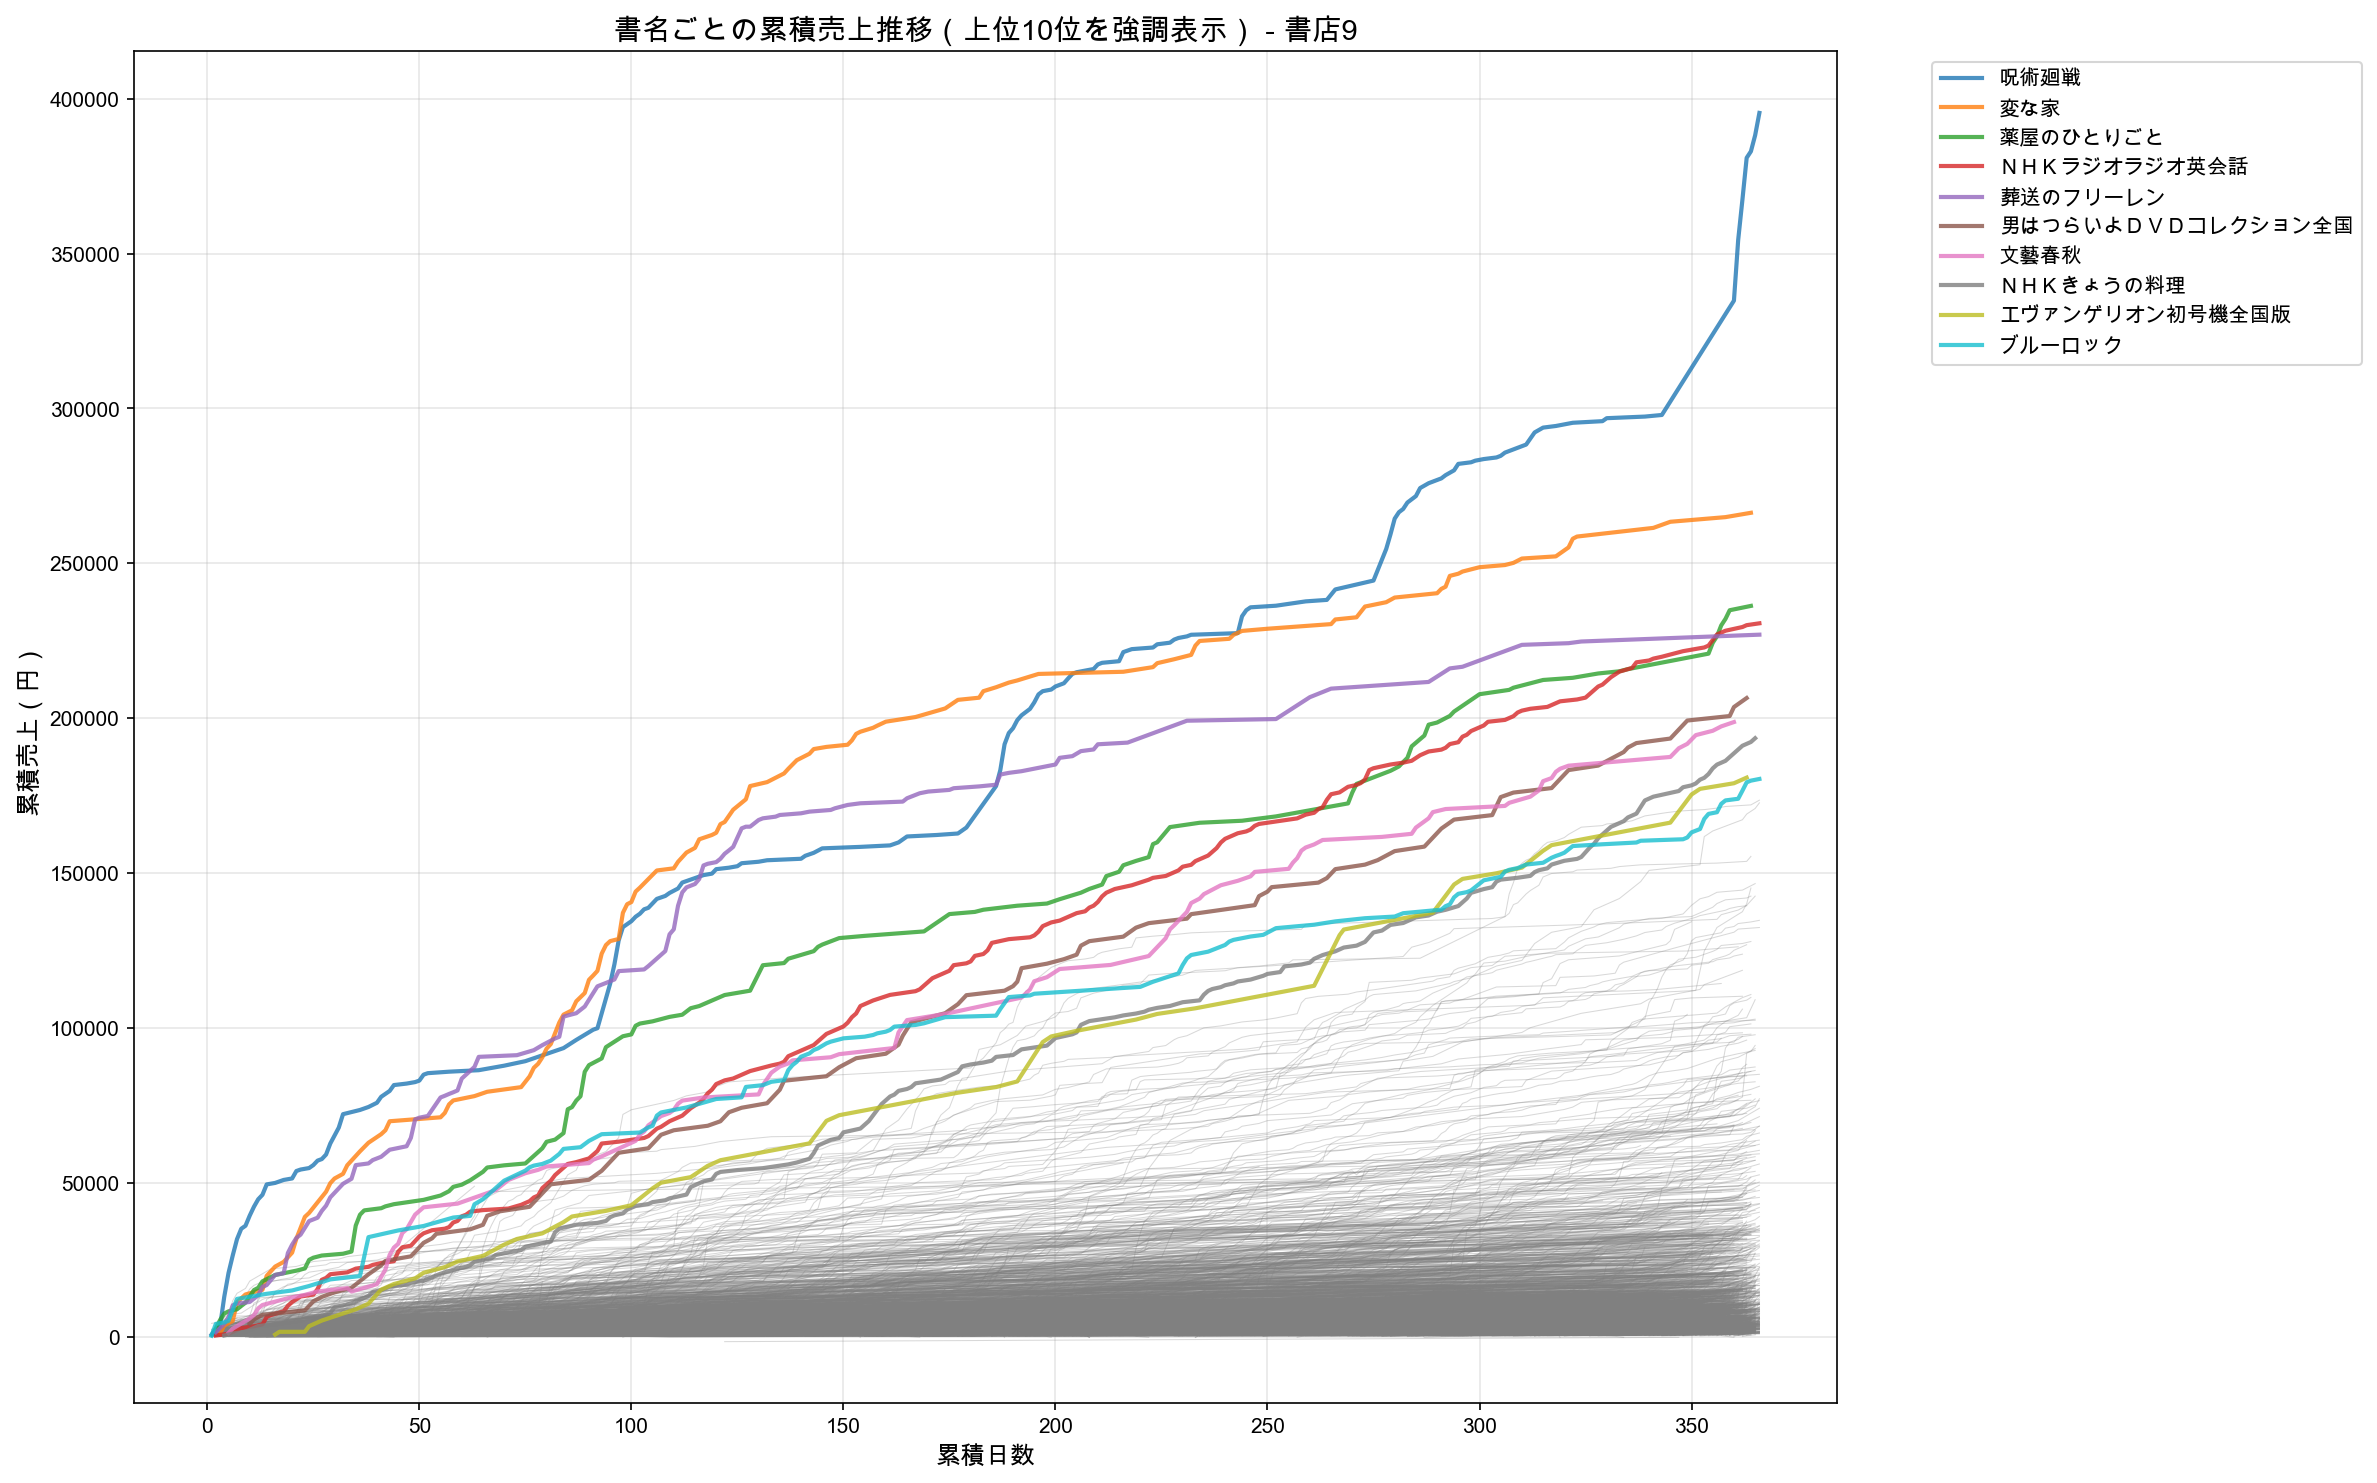 書名ごとの累積売上推移（上位10位を強調表示） - 書店9
400000
350000
300000
250000
200000
150000
100000
50000
0
累積売上（円）
0 50 100 150 200 250 300 350
累積日数
呪術廻戦
変な家
薬屋のひとりごと
ＮＨＫラジオラジオ英会話
葬送のフリーレン
男はつらいよＤＶＤコレクション全国
文藝春秋
ＮＨＫきょうの料理
エヴァンゲリオン初号機全国版
ブルーロック